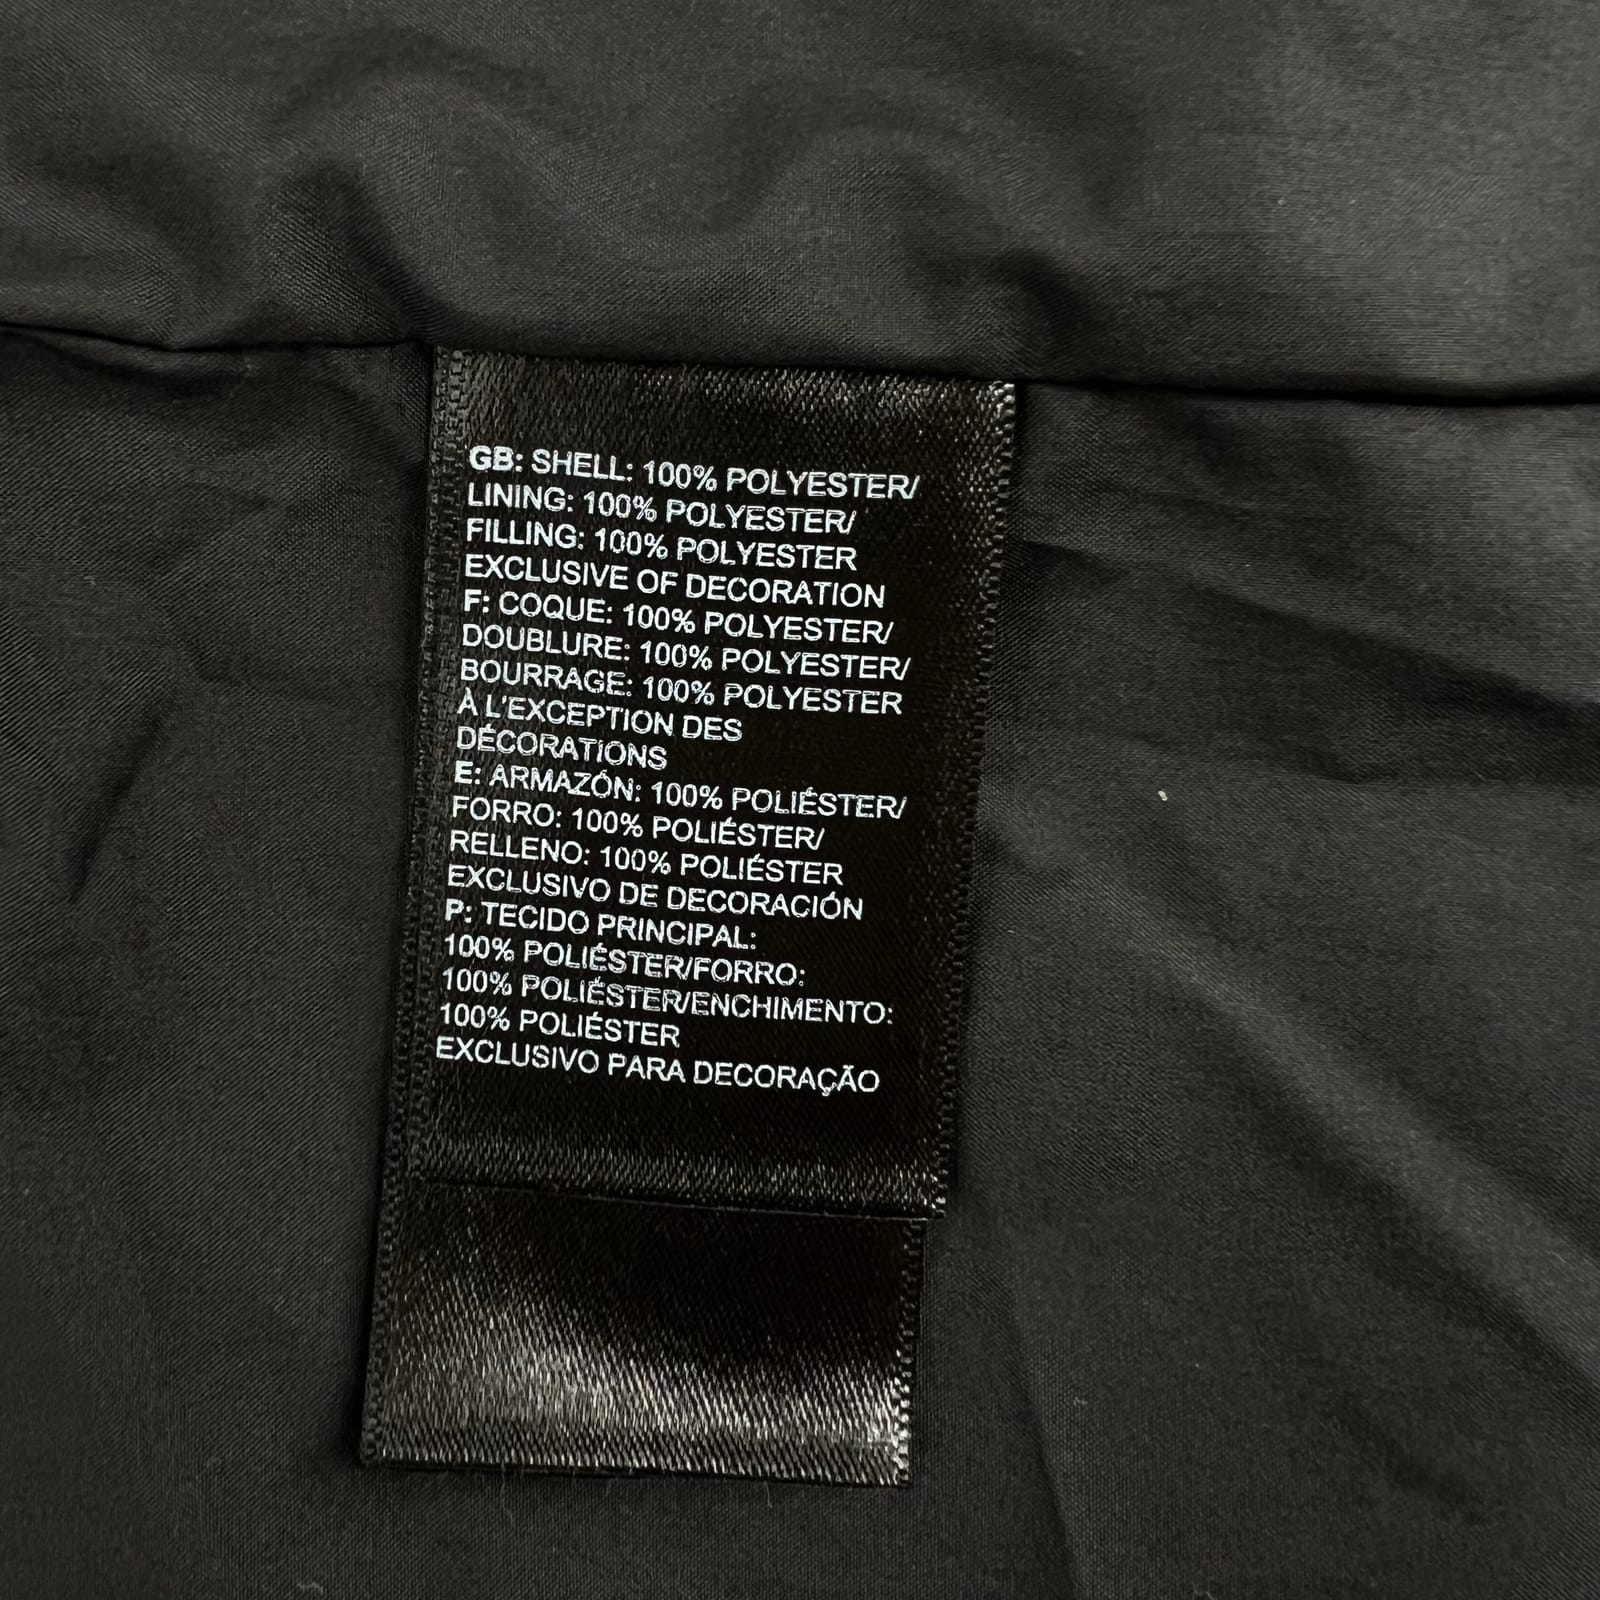 GB: SHELL: 100% POLYESTER/
LINING: 100% POLYESTER/
FILLING: 100% POLYESTER
EXCLUSIVE OF DECORATION
F: COQUE: 100% POLYESTER/
DOUBLURE: 100% POLYESTER/
BOURRAGE: 100% POLYESTER
À L'EXCEPTION DES
DÉCORATIONS
E: ARMAZÓN: 100% POLIÉSTER/
FORRO: 100% POLIÉSTER/
RELLENO: 100% POLIÉSTER
EXCLUSIVO DE DECORACIÓN
P: TECIDO PRINCIPAL:
100% POLIÉSTER/FORRO:
100% POLIÉSTER/ENCHIMENTO:
100% POLIÉSTER
EXCLUSIVO PARA DECORAÇÃO